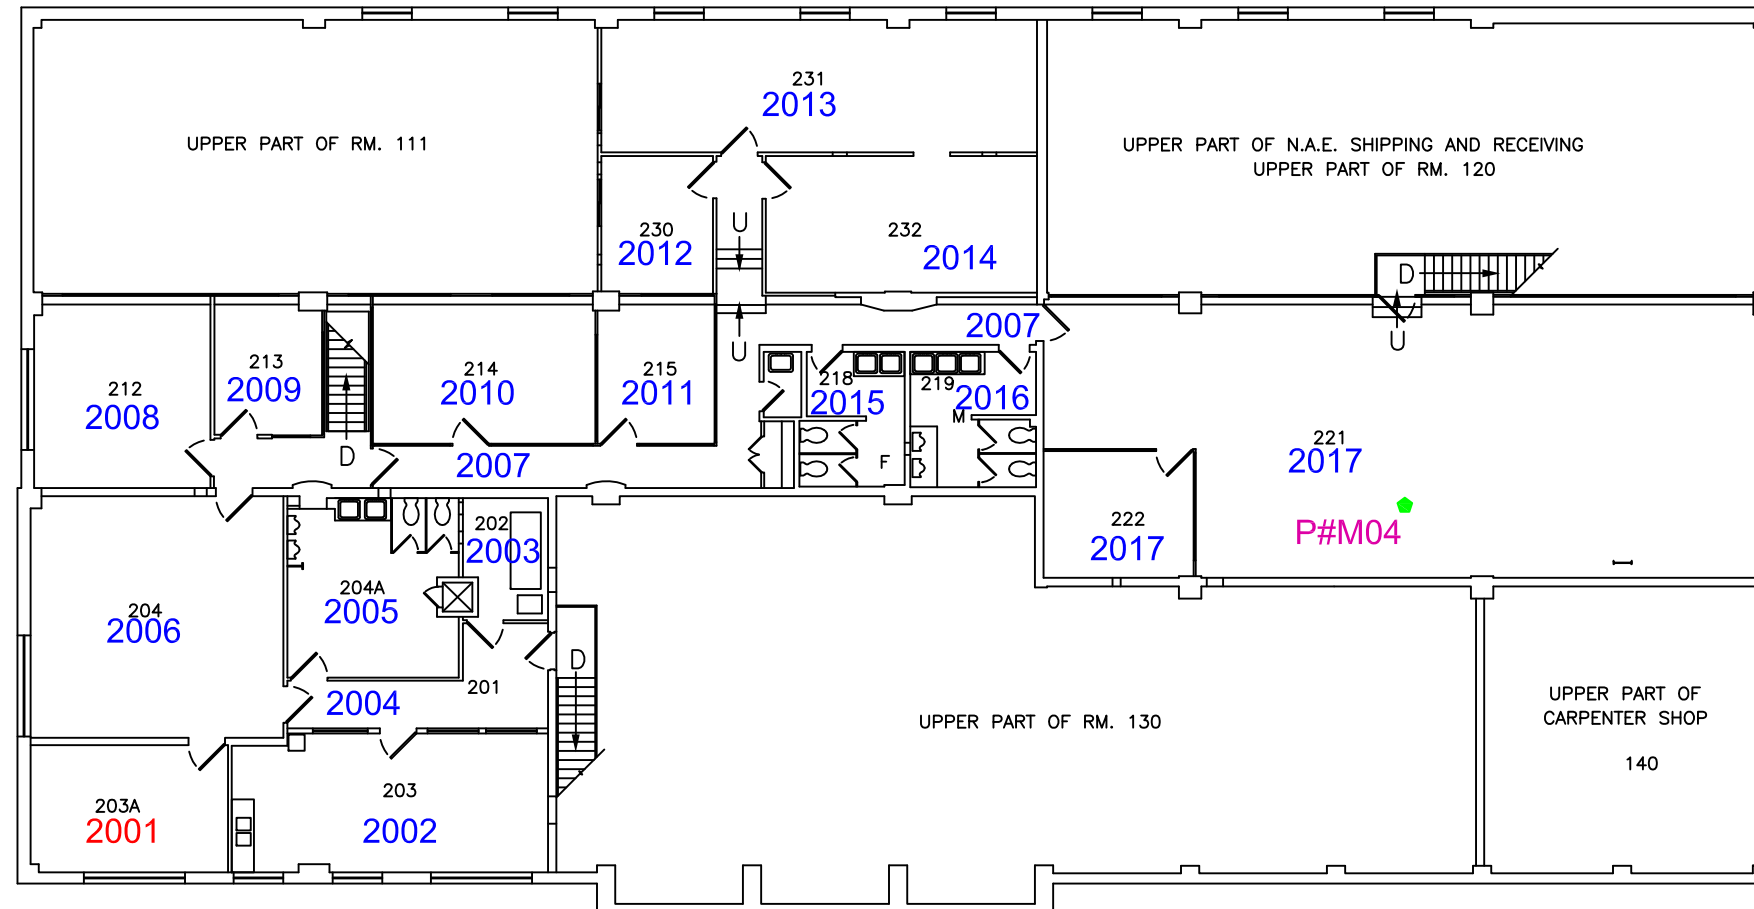 231
2013
UPPER PART OF RM. 111
UPPER PART OF N.A.E. SHIPPING AND RECEIVING
UPPER PART OF RM. 120
230
2012
U
232
2014
D
U
2007
U
212
2008
213
2009
D
214
2010
215
2011
2007
218
2015
F
219
2016
M
221
2017
P#M04
222
2017
202
2003
204A
2005
204
2006
D
201
2004
UPPER PART OF RM. 130
UPPER PART OF
CARPENTER SHOP
140
203A
2001
203
2002